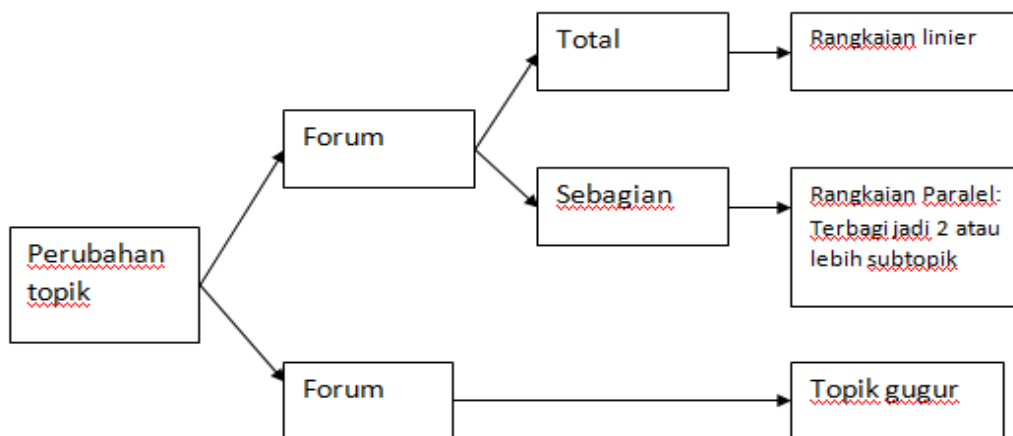 Perubahan
topik
Forum
Total
Rangkaian linier
Sebagian
Rangkaian Paralel:
Terbagi jadi 2 atau
lebih subtopik
Forum
Topik gugur